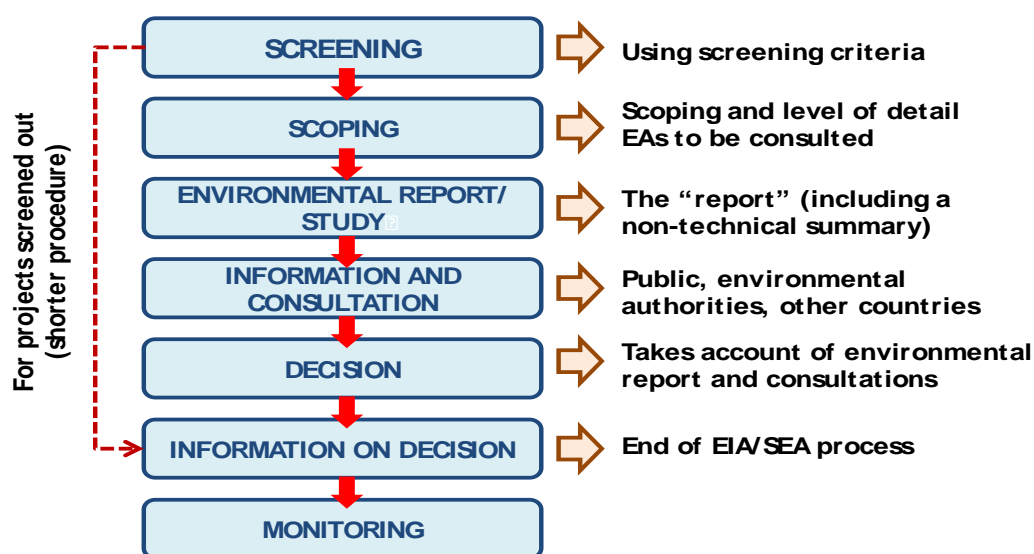 For projects screened out
(shorter procedure)
SCREENING
Using screening criteria
SCOPING
Scoping and level of detail
EAs to be consulted
ENVIRONMENTAL REPORT/
STUDY
The “report” (including a
non-technical summary)
INFORMATION AND
CONSULTATION
Public, environmental
authorities, other countries
DECISION
Takes account of environmental
report and consultations
INFORMATION ON DECISION
End of EIA/SEA process
MONITORING